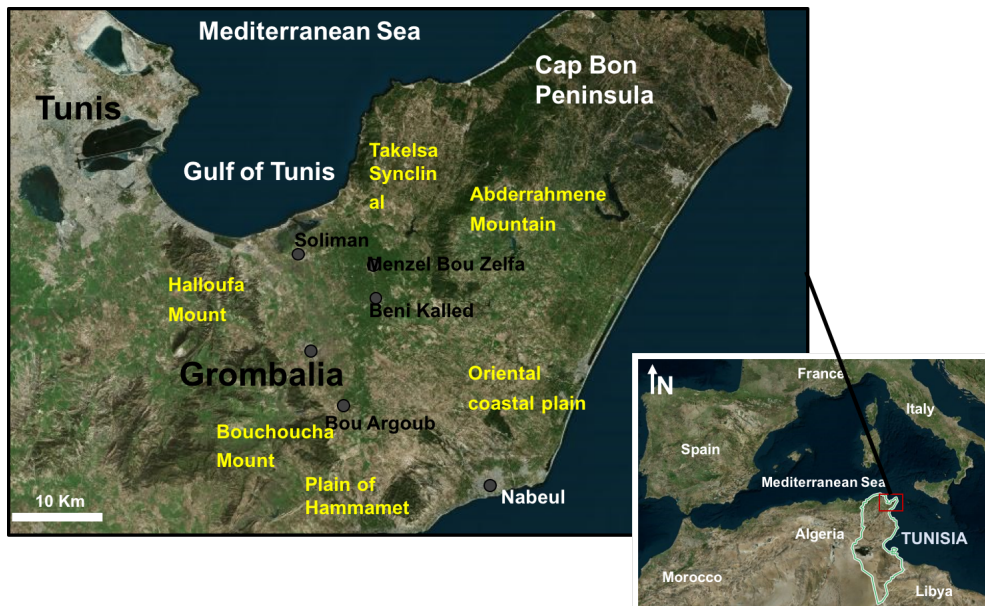 Mediterranean Sea
Cap Bon
Peninsula
Tunis
Takelsa
Synclin
al
Gulf of Tunis
Abderrahmene
Mountain
Soliman
Menzel Bou Zelfa
Halloufa
Mount
Beni Kalled
Grombalia
Oriental
coastal plain
Bou Argoub
Bouchoucha
Mount
Plain of
Hammamet
Nabeul
10 Km
N
France
Italy
Spain
Mediterranean Sea
Algeria
TUNISIA
Morocco
Libya